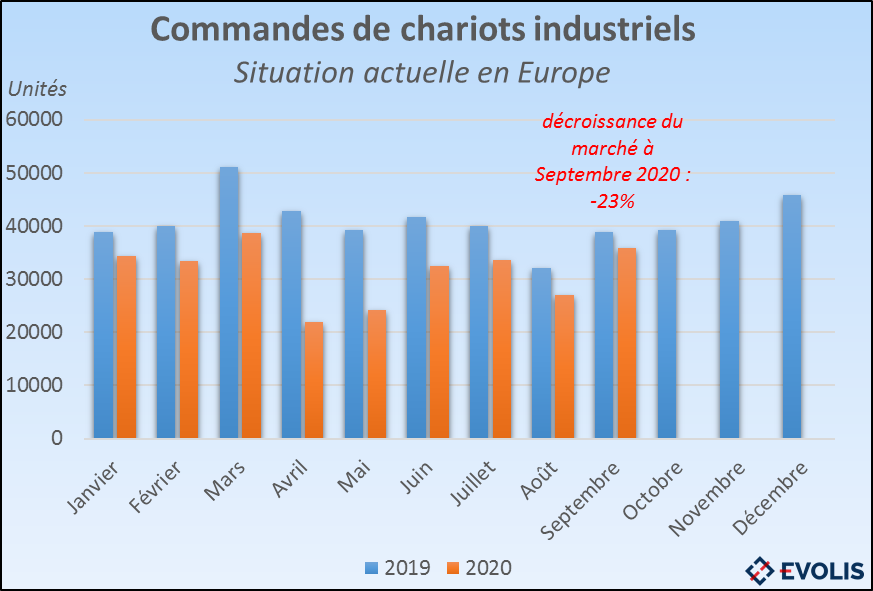 Commandes de chariots industriels
Situation actuelle en Europe
Unités
décroissance du
marché à
Septembre 2020 :
-23%
60000
50000
40000
30000
20000
10000
0
Janvier
Février
Mars
Avril
Mai
Juin
Juillet
Août
Septembre
Octobre
Novembre
Décembre
2019
2020
EVOLIS